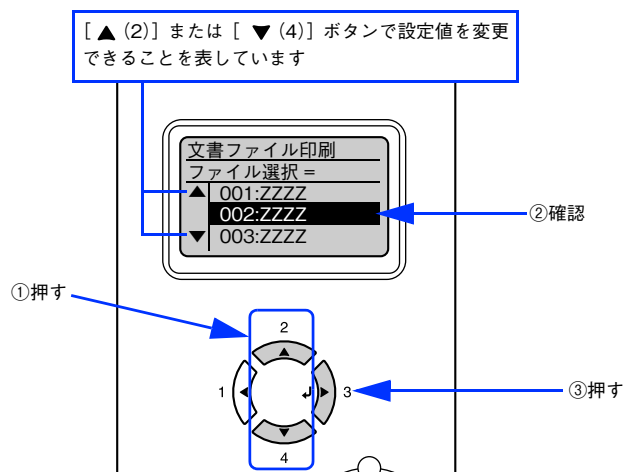 [ ▲ (2)] または [ ▼ (4)] ボタンで設定値を変更
できることを表しています
文書ファイル印刷
ファイル選択 =
▲ 001:ZZZZ
002:ZZZZ
▼ 003:ZZZZ
②確認
①押す
2
1
3
③押す
4